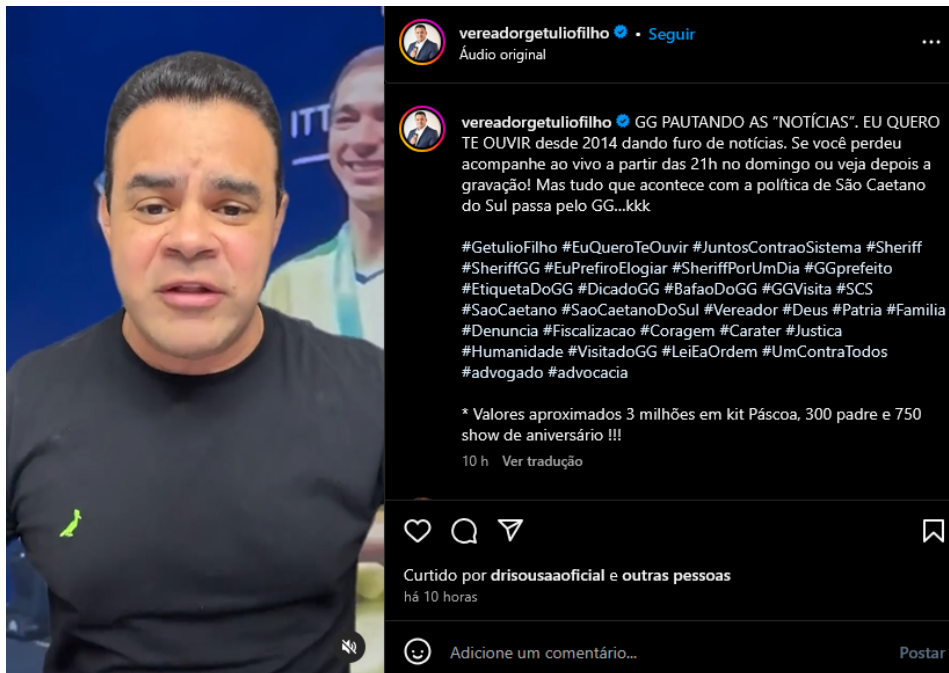 ITT
vereadorgetuliofilho • Seguir
Áudio original
vereadorgetuliofilho GG PAUTANDO AS “NOTÍCIAS”. EU QUERO
TE OUVIR desde 2014 dando furo de notícias. Se você perdeu
acompanhe ao vivo a partir das 21h no domingo ou veja depois a
gravação! Mas tudo que acontece com a política de São Caetano
do Sul passa pelo GG...kkk
#GetulioFilho #EuQueroTeOuvir #JuntosContraoSistema #Sheriff
#SheriffGG #EuPrefiroElogiar #SheriffPorUmDia #GGprefeito
#EtiquetaDoGG #DicadoGG #BafaoDoGG #GGVisita #SCS
#SaoCaetano #SaoCaetanoDoSul #Vereador #Deus #Patria #Familia
#Denuncia #Fiscalizacao #Coragem #Carater #Justica
#Humanidade #VisitadoGG #LeiEaOrdem #UmContraTodos
#advogado #advocacia
* Valores aproximados 3 milhões em kit Páscoa, 300 padre e 750
show de aniversário !!!
10 h Ver tradução
Curtido por drisousaaoficial e outras pessoas
há 10 horas
Adicione um comentário...
Postar